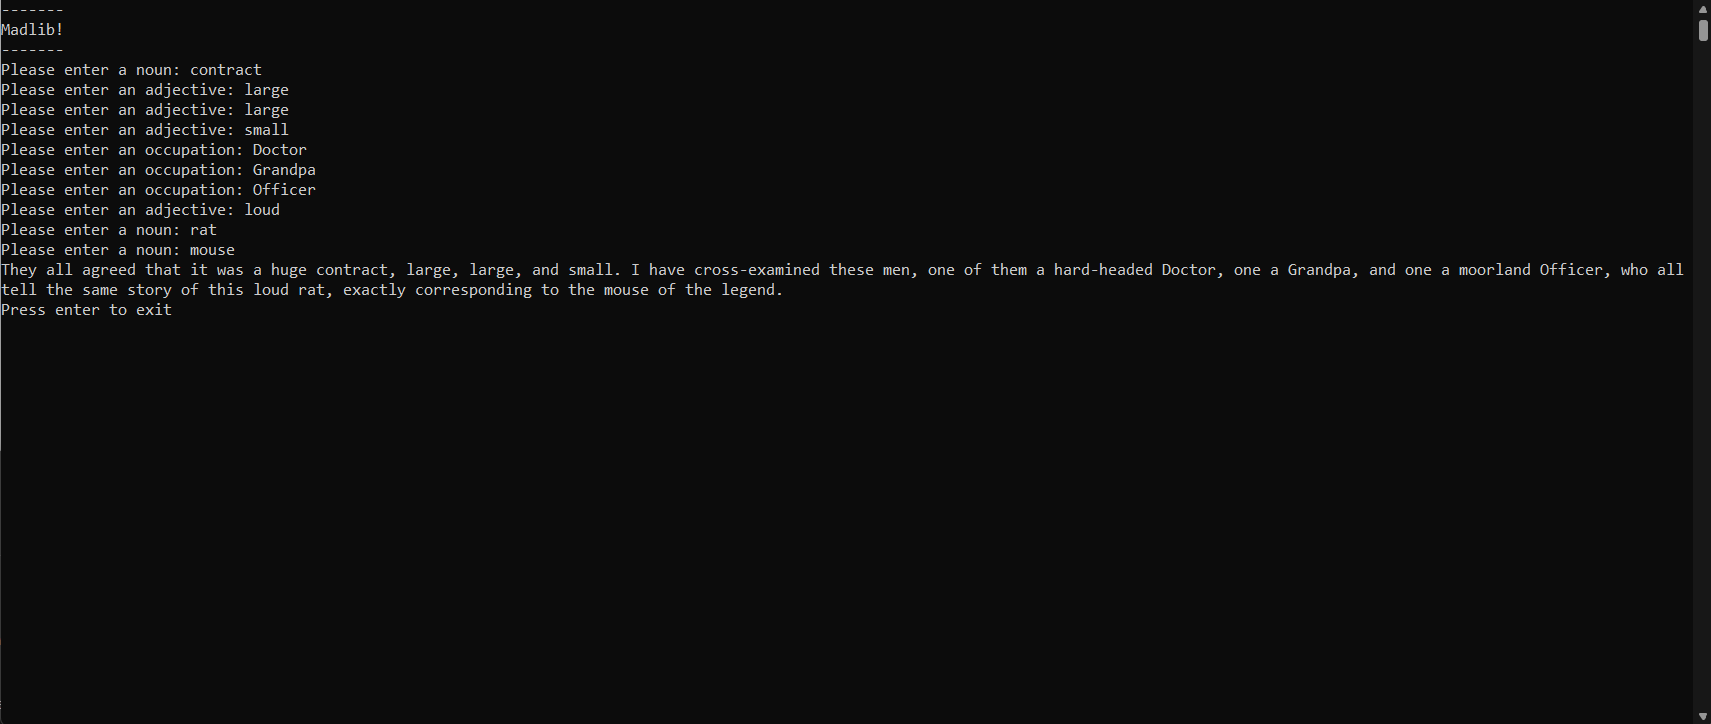 -------
Madlib!
-------
Please enter a noun: contract
Please enter an adjective: large
Please enter an adjective: large
Please enter an adjective: small
Please enter an occupation: Doctor
Please enter an occupation: Grandpa
Please enter an occupation: Officer
Please enter an adjective: loud
Please enter a noun: rat
Please enter a noun: mouse
They all agreed that it was a huge contract, large, large, and small. I have cross-examined these men, one of them a hard-headed Doctor, one a Grandpa, and one a moorland Officer, who all
tell the same story of this loud rat, exactly corresponding to the mouse of the legend.
Press enter to exit